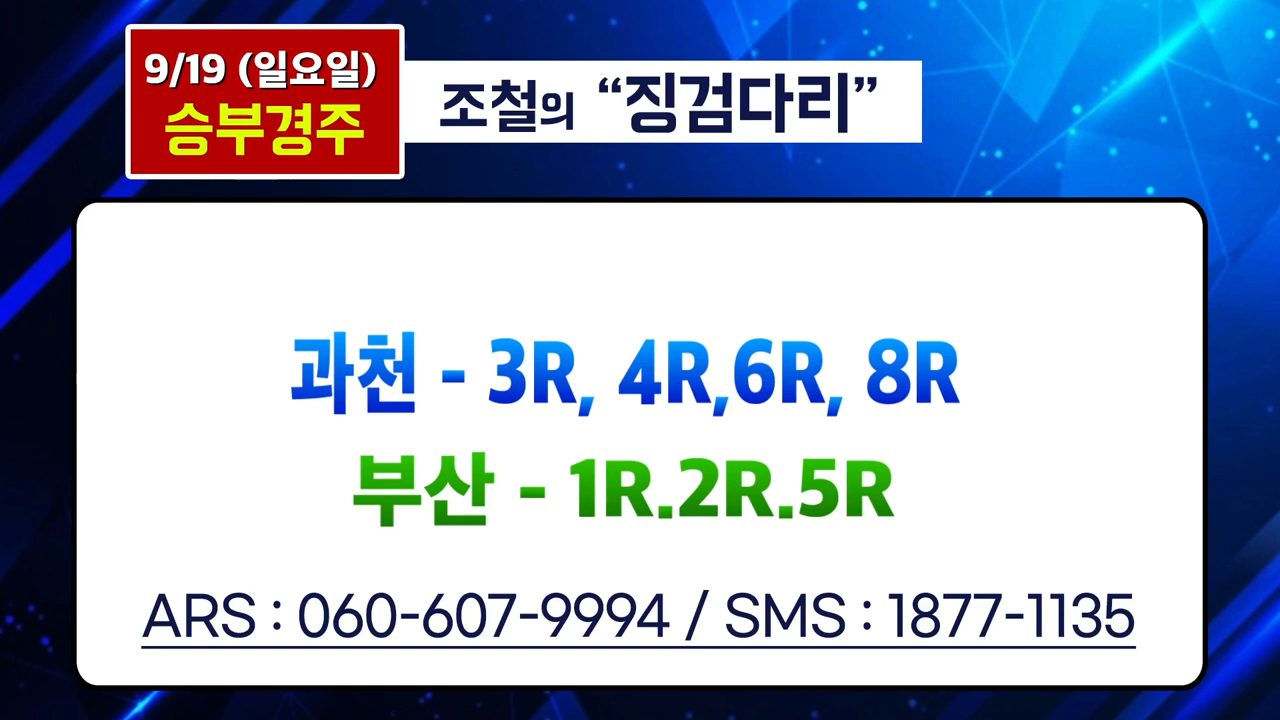 9/19 (일요일)
승부경주
조철의 “징검다리”
과천 - 3R, 4R,6R, 8R
부산 - 1R.2R.5R
ARS : 060-607-9994 / SMS : 1877-1135